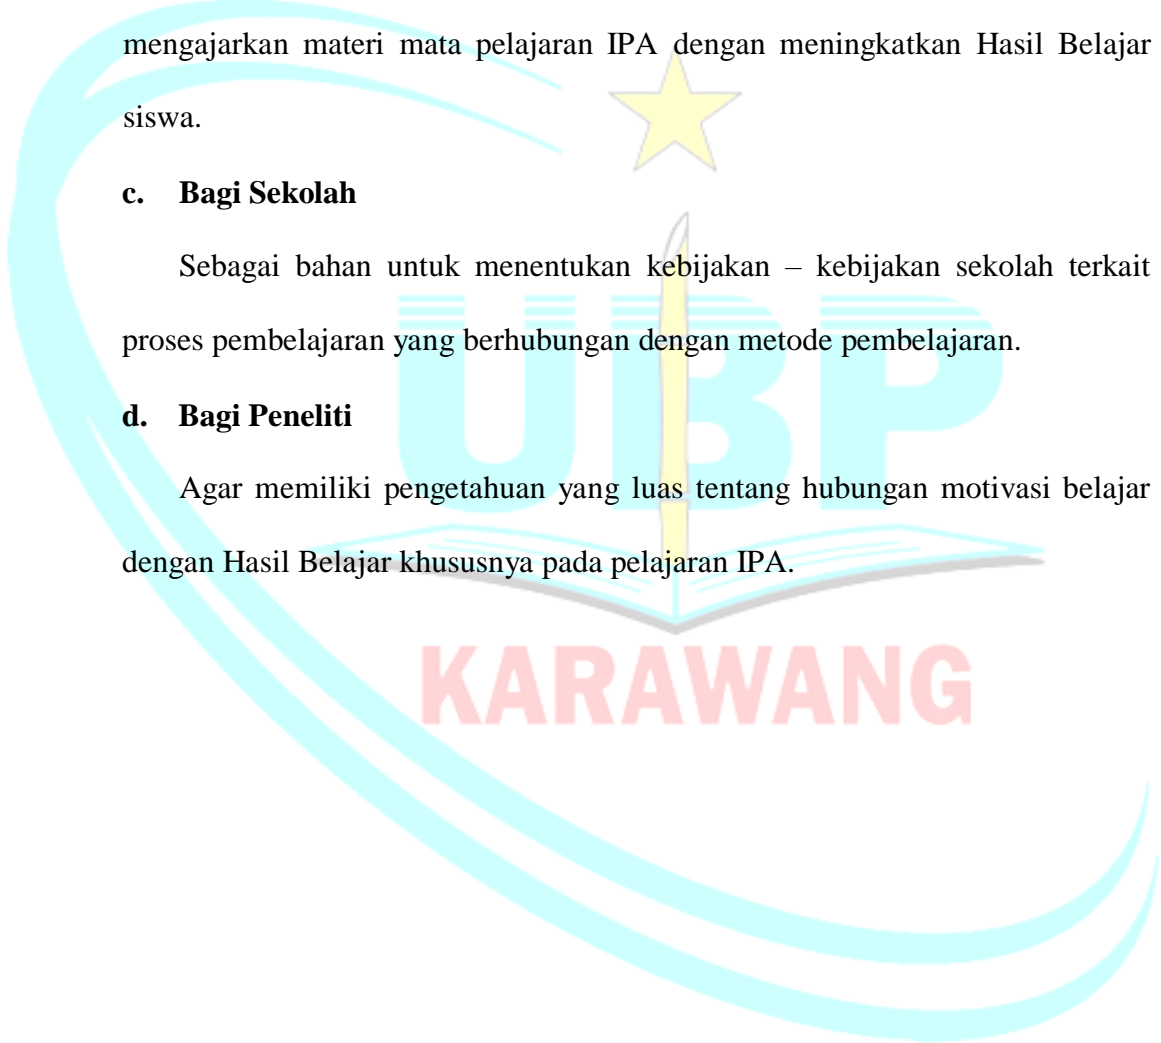 mengajarkan materi mata pelajaran IPA dengan meningkatkan Hasil Belajar
siswa.
c. Bagi Sekolah
Sebagai bahan untuk menentukan kebijakan – kebijakan sekolah terkait
proses pembelajaran yang berhubungan dengan metode pembelajaran.
d. Bagi Peneliti
Agar memiliki pengetahuan yang luas tentang hubungan motivasi belajar
dengan Hasil Belajar khususnya pada pelajaran IPA.
UBP
KARAWANG